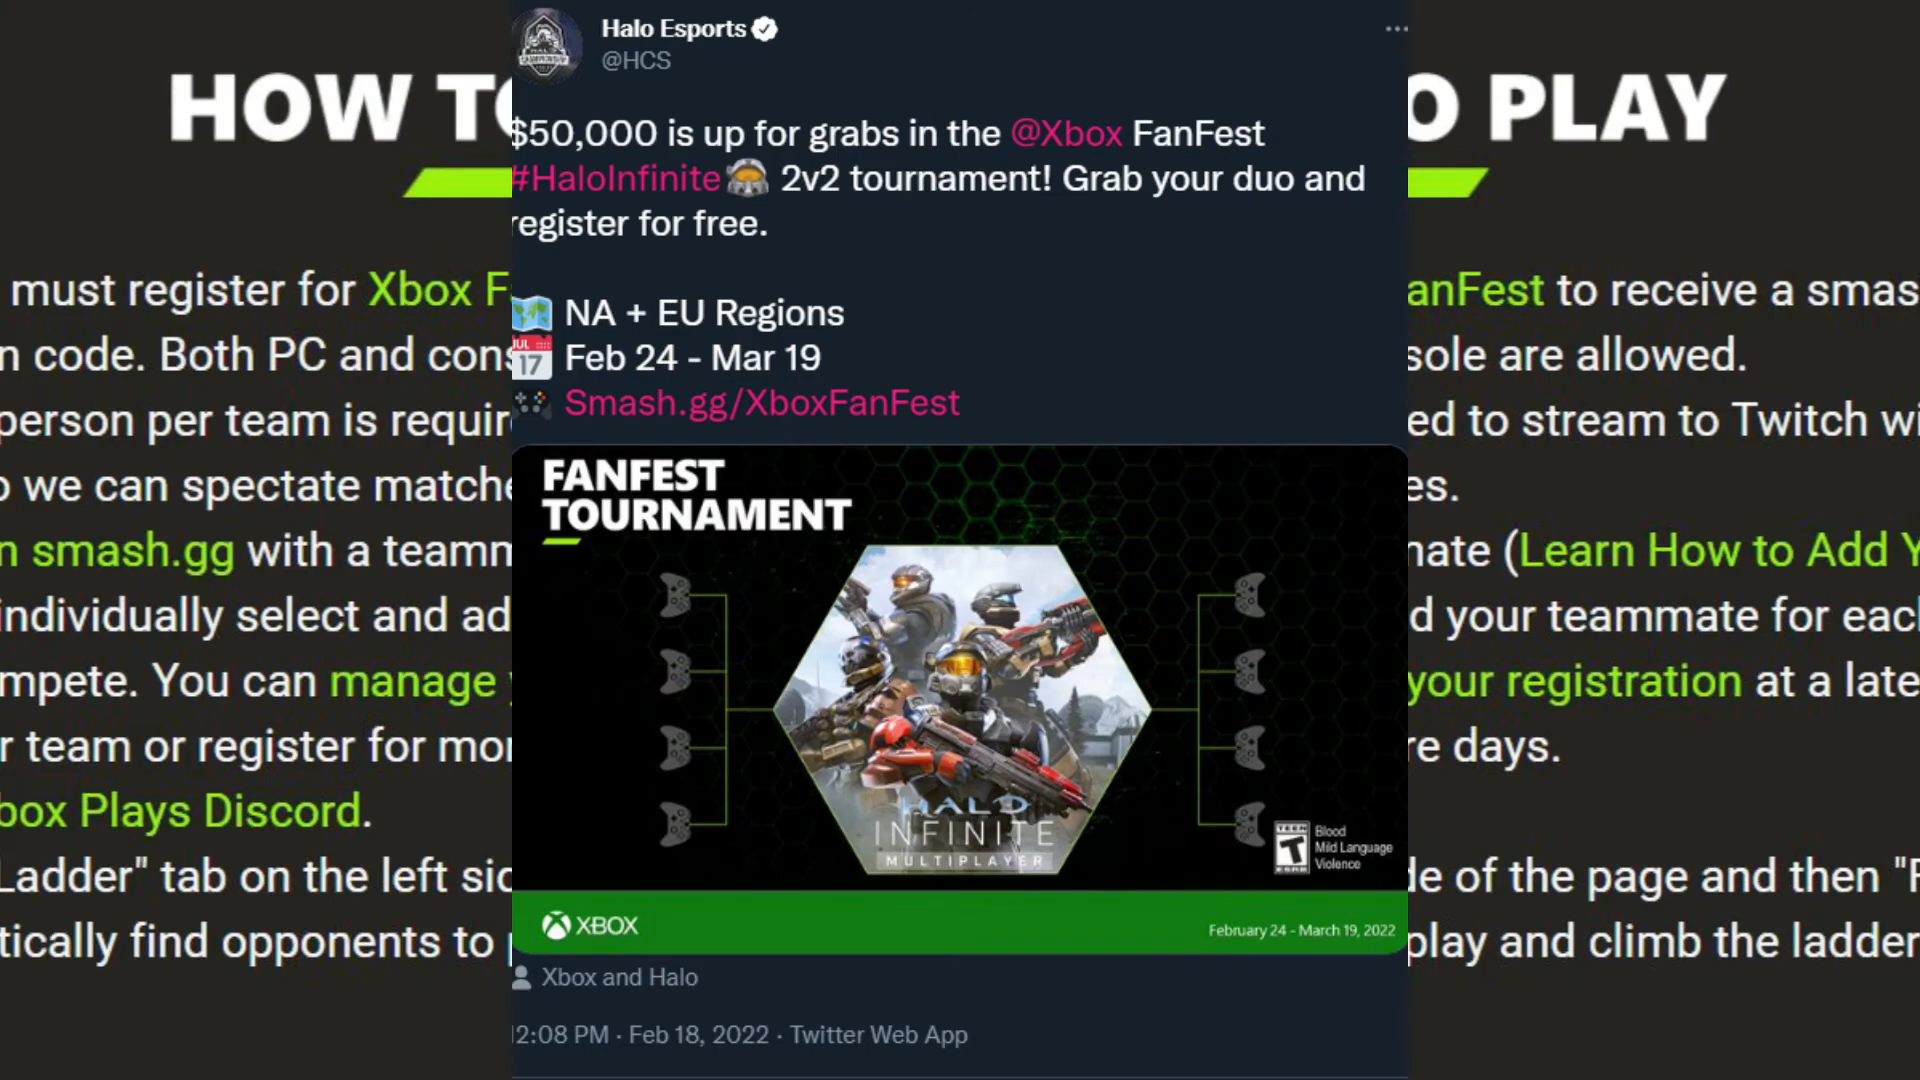 HOW TO
O PLAY
must register for Xbox F
anFest to receive a smas
n code. Both PC and cons
sole are allowed.
person per team is requir
ed to stream to Twitch wi
o we can spectate matche
es.
n smash.gg with a teamn
nate (Learn How to Add Y
individually select and ad
d your teammate for each
mpete. You can manage y
your registration at a late
r team or register for mor
re days.
box Plays Discord.
Ladder" tab on the left sid
de of the page and then "F
tically find opponents to p
play and climb the ladder
Halo Esports
@HCS
$50,000 is up for grabs in the @Xbox FanFest
#HaloInfinite 2v2 tournament! Grab your duo and
register for free.
NA + EU Regions
JUL
17 Feb 24 - Mar 19
Smash.gg/XboxFanFest
FANFEST
TOURNAMENT
HALO
INFINITE
MULTIPLAYER
TEEN
T
ESRB
Blood
Mild Language
Violence
XBOX
February 24 - March 19, 2022
Xbox and Halo
12:08 PM · Feb 18, 2022 · Twitter Web App